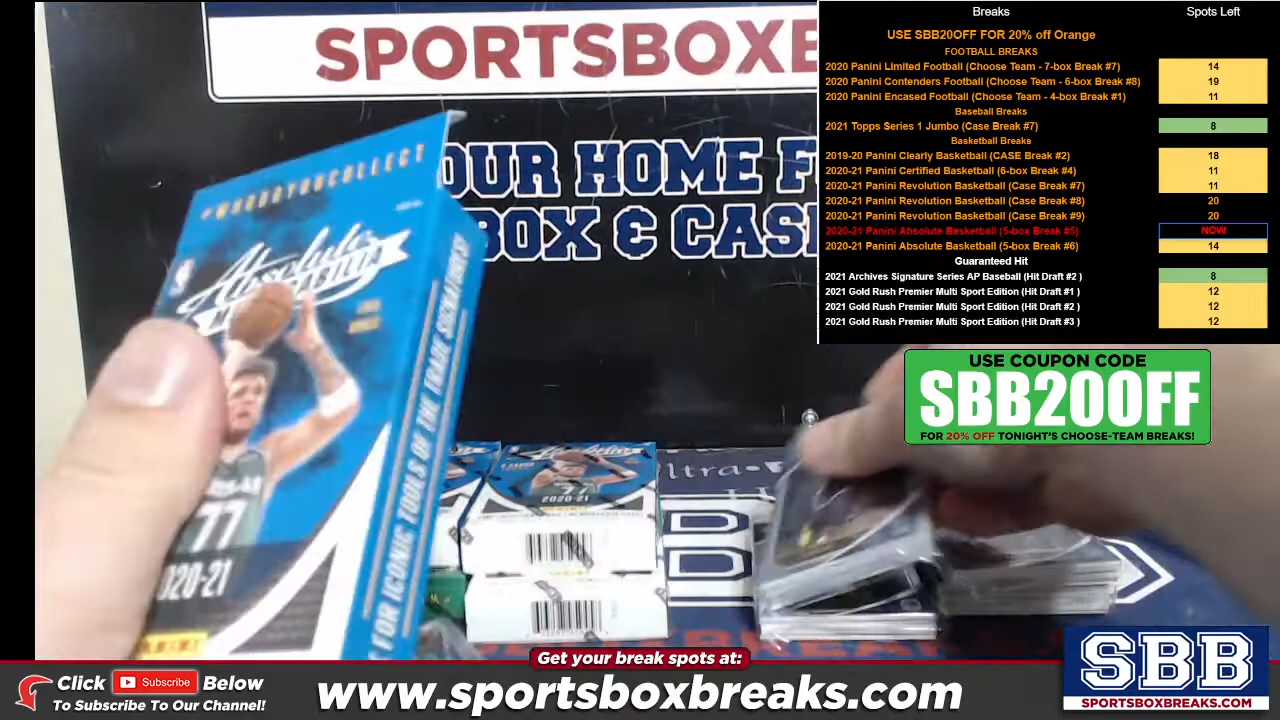 SPORTSBOXB
OUR HOME F
BOX & CAS
Breaks Spots Left
USE SBB20OFF FOR 20% off Orange
FOOTBALL BREAKS
2020 Panini Limited Football (Choose Team - 7-box Break #7) 14
2020 Panini Contenders Football (Choose Team - 6-box Break #8) 19
2020 Panini Encased Football (Choose Team - 4-box Break #1) 11
Baseball Breaks
2021 Topps Series 1 Jumbo (Case Break #7) 8
Basketball Breaks
2019-20 Panini Clearly Basketball (CASE Break #2) 18
2020-21 Panini Certified Basketball (6-box Break #4) 11
2020-21 Panini Revolution Basketball (Case Break #7) 11
2020-21 Panini Revolution Basketball (Case Break #8) 20
2020-21 Panini Revolution Basketball (Case Break #9) 20
2020-21 Panini Absolute Basketball (5-box Break #5) NOW
2020-21 Panini Absolute Basketball (5-box Break #6) 14
Guaranteed Hit
2021 Archives Signature Series AP Baseball (Hit Draft #2 ) 8
2021 Gold Rush Premier Multi Sport Edition (Hit Draft #1 ) 12
2021 Gold Rush Premier Multi Sport Edition (Hit Draft #2 ) 12
2021 Gold Rush Premier Multi Sport Edition (Hit Draft #3 ) 12
USE COUPON CODE
SBB20OFF
FOR 20% OFF TONIGHT'S CHOOSE-TEAM BREAKS!
#WHODOYOUCOLLECT
Absolute
77
2020-21
PANINI
FOR ICONIC TOOLS OF THE TRADE SIGNATURES!
77
2020-21
Ultra
Get your break spots at:
Click Subscribe Below
To Subscribe To Our Channel!
www.sportsboxbreaks.com
SBB
SPORTSBOXBREAKS.COM